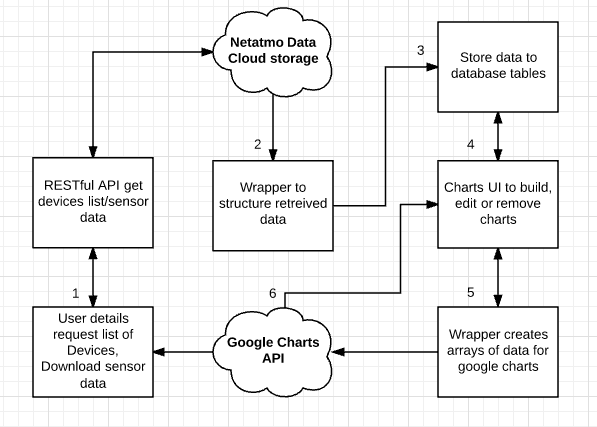 Netatmo Data
Cloud storage
3
Store data to
database tables
2
4
RESTful API get
devices list/sensor
data
Wrapper to
structure retreived
data
Charts UI to build,
edit or remove
charts
1
6
5
User details
request list of
Devices,
Download sensor
data
Google Charts
API
Wrapper creates
arrays of data for
google charts